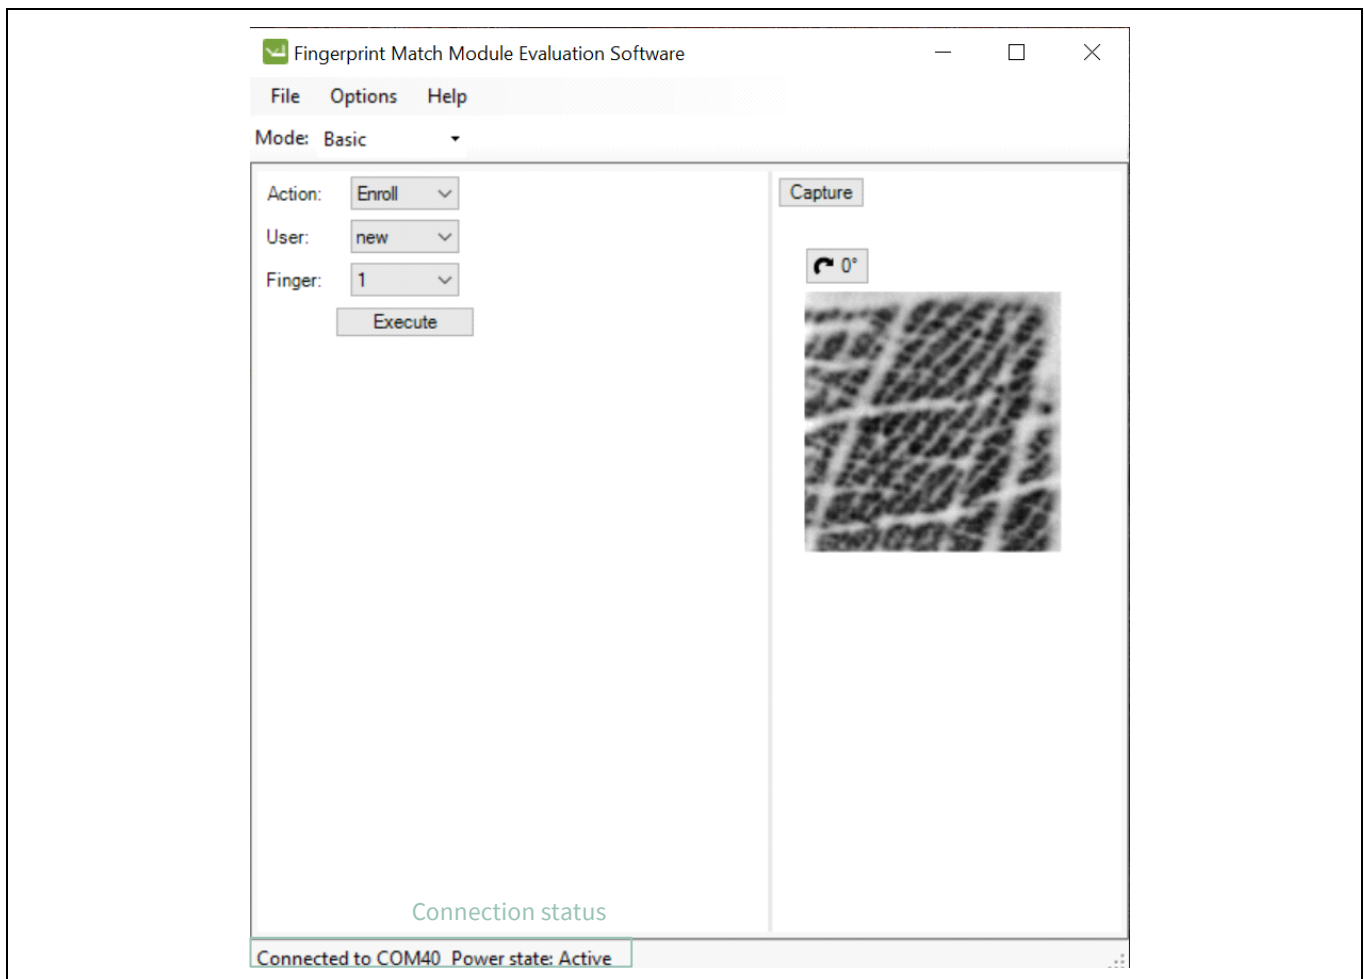 Fingerprint Match Module Evaluation Software
File Options Help
Mode: Basic
Action: Enroll
User: new
Finger: 1
Execute
Capture
0°
Connection status
Connected to COM40 Power state: Active